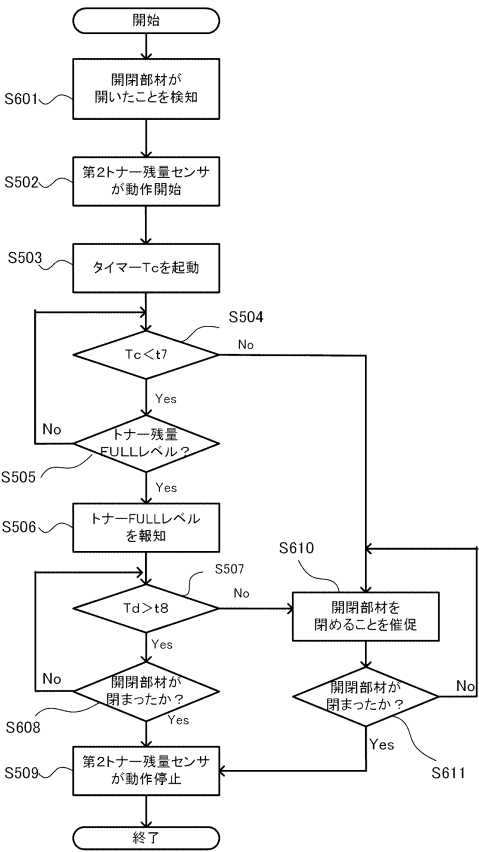 開始
開閉部材が
開いたことを検知
S601
第2トナー残量センサ
が動作開始
S502
タイマーTcを起動
S503
Tc<t7
S504
No
Yes
トナー残量
FULLレベル?
S505
No
Yes
トナーFULLレベル
を報知
S506
Td>t8
S507
No
Yes
開閉部材を
閉めることを催促
S610
開閉部材が
閉まったか?
S608
No
Yes
開閉部材が
閉まったか?
S611
No
Yes
第2トナー残量センサ
が動作停止
S509
終了